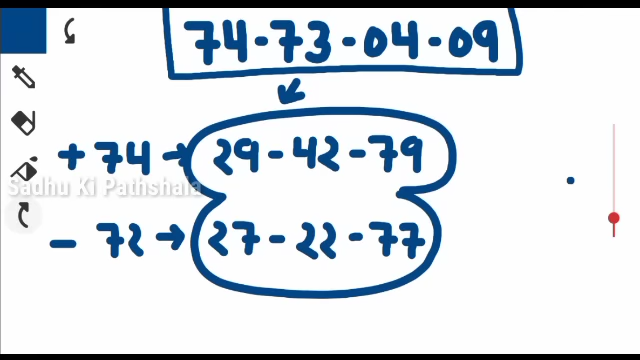 74-73-04-09
+74→ 29-42-79
Sadhu Ki Pathshala
- 72→ 27-22-77